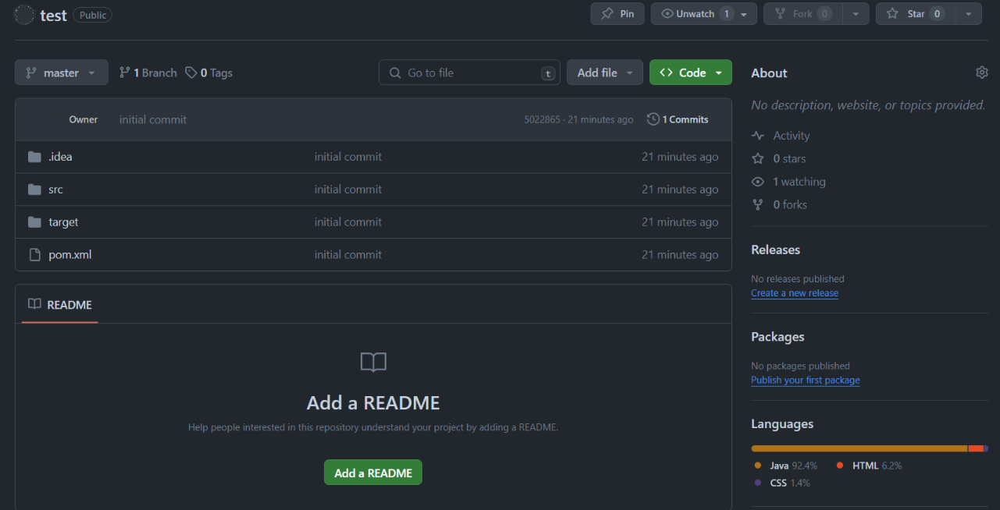 test Public Pin Unwatch 1 Fork 0 Star 0
master 1 Branch 0 Tags Go to file t Add file Code
Owner initial commit 5022865 · 21 minutes ago 1 Commits
.idea initial commit 21 minutes ago
src initial commit 21 minutes ago
target initial commit 21 minutes ago
pom.xml initial commit 21 minutes ago
README
Add a README
Help people interested in this repository understand your project by adding a README.
Add a README
About
No description, website, or topics provided.
Activity
0 stars
1 watching
0 forks
Releases
No releases published
Create a new release
Packages
No packages published
Publish your first package
Languages
Java 92.4% HTML 6.2%
CSS 1.4%